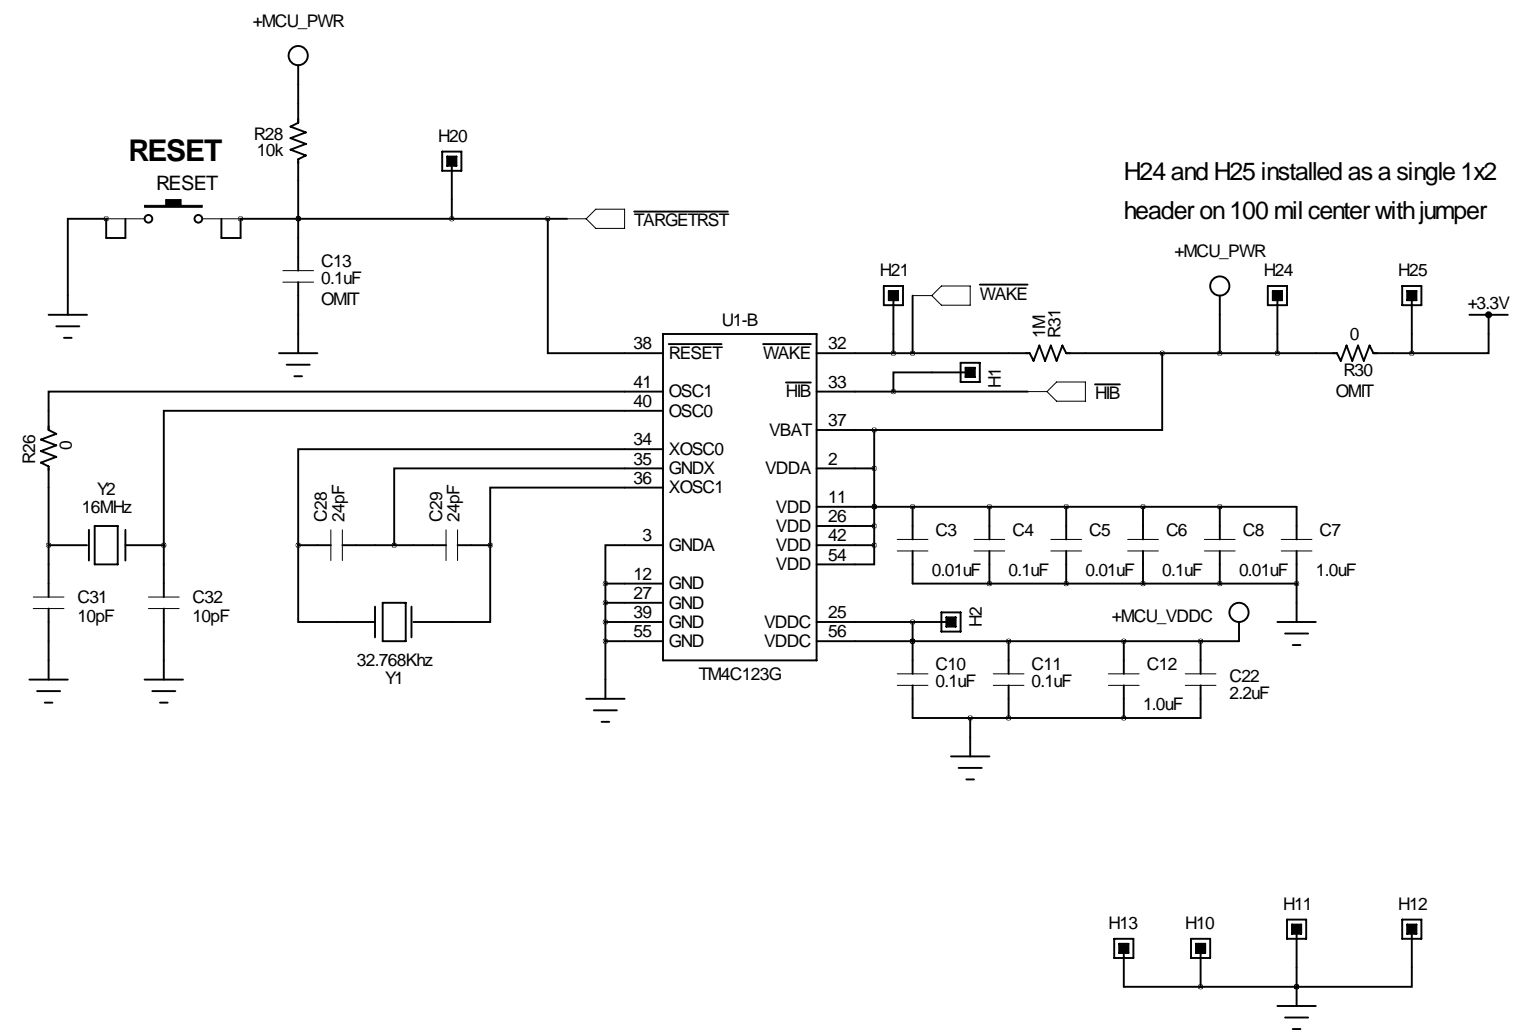 +MCU_PWR
R28
10k
H20
RESET
RESET
TARGETRST
C13
0.1uF
OMIT
H24 and H25 installed as a single 1x2
header on 100 mil center with jumper
+MCU_PWR
H21
WAKE
H24
H25
+3.3V
1M
R31
0
R30
OMIT
H1
HIB
U1-B
38
RESET
WAKE
32
41
OSC1
HIB
33
40
OSC0
VBAT
37
34
XOSC0
35
GNDX
VDDA
2
36
XOSC1
VDD
11
VDD
26
3
GNDA
VDD
42
VDD
54
12
GND
27
GND
39
GND
VDDC
25
55
GND
VDDC
56
TM4C123G
R26
0
Y2
16MHz
C31
10pF
C32
10pF
C28
24pF
C29
24pF
32.768Khz
Y1
C3
0.01uF
C4
0.1uF
C5
0.01uF
C6
0.1uF
C8
0.01uF
C7
1.0uF
H2
+MCU_VDDC
C10
0.1uF
C11
0.1uF
C12
1.0uF
C22
2.2uF
H13
H10
H11
H12